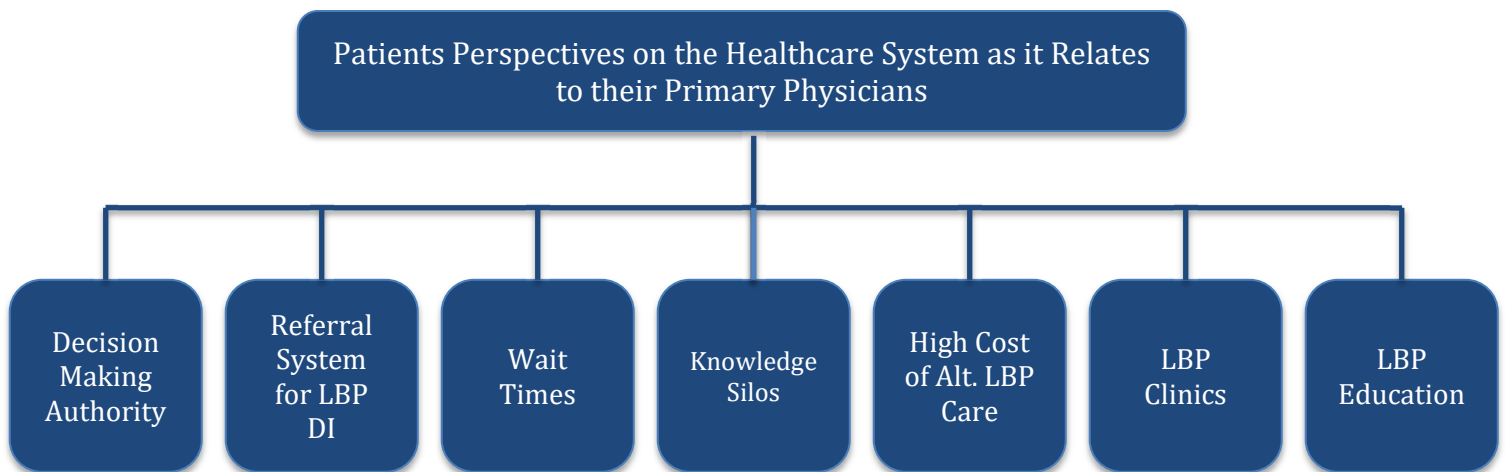 Patients Perspectives on the Healthcare System as it Relates
to their Primary Physicians
Decision
Making
Authority
Referral
System
for LBP
DI
Wait
Times
Knowledge
Silos
High Cost
of Alt. LBP
Care
LBP
Clinics
LBP
Education